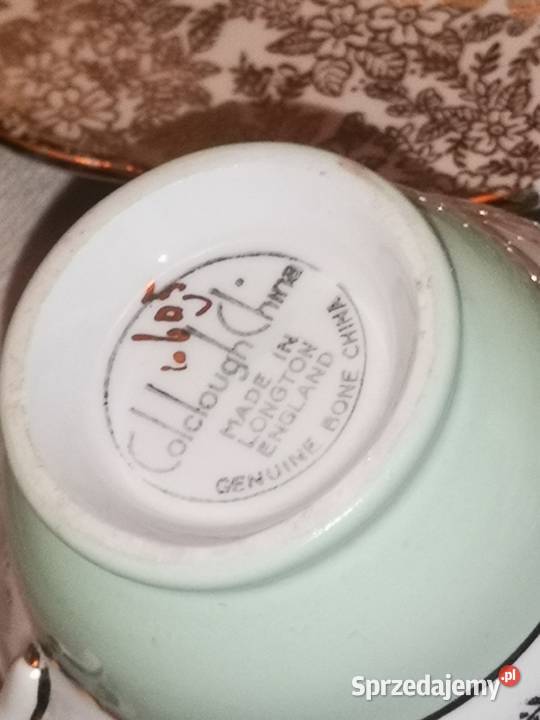 Colclough China
MADE IN
LONGTON
ENGLAND
GENUINE BONE CHINA
Sprzedajemy.pl